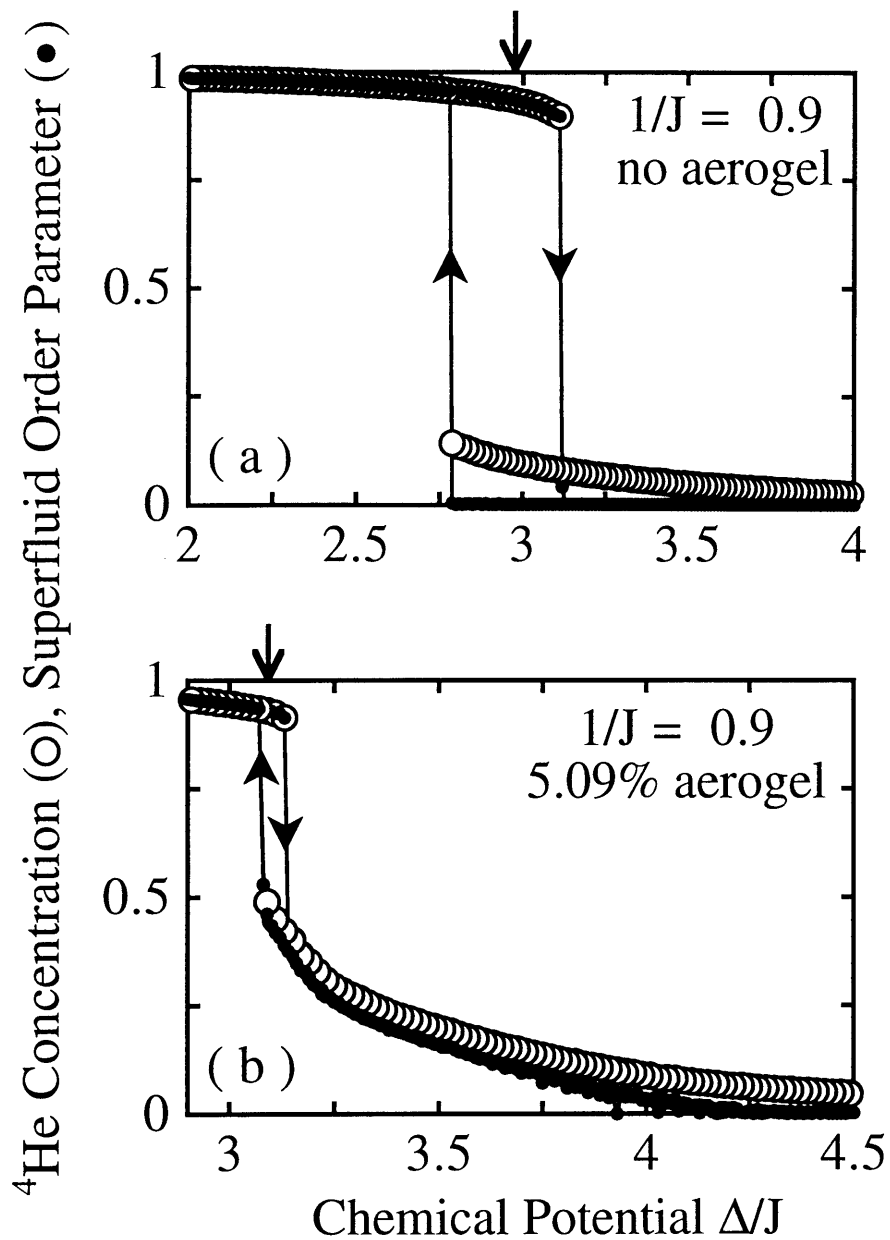 ⁴He Concentration (○), Superfluid Order Parameter (●)
1
0.5
0
1/J = 0.9
no aerogel
( a )
2 2.5 3 3.5 4
1
0.5
0
1/J = 0.9
5.09% aerogel
( b )
3 3.5 4 4.5
Chemical Potential Δ/J